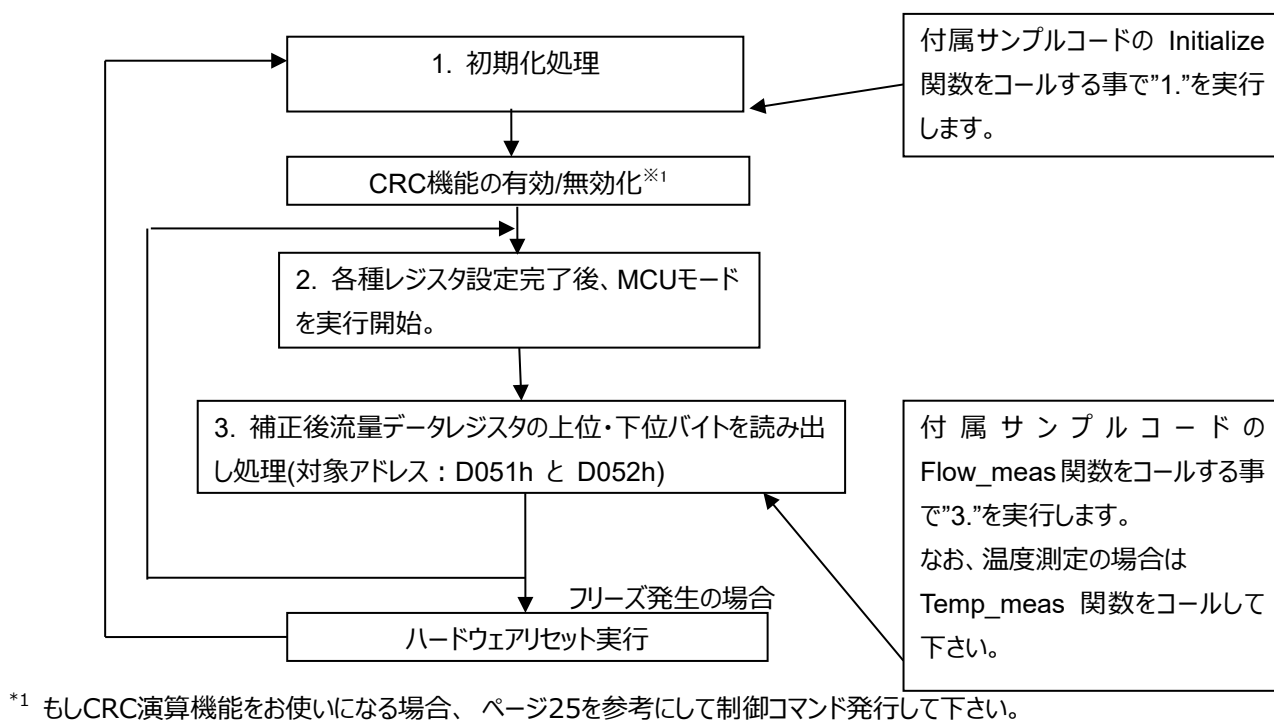 1. 初期化処理
付属サンプルコードの Initialize
関数をコールする事で”1.”を実行
します。
CRC機能の有効/無効化※1
2. 各種レジスタ設定完了後、MCUモード
を実行開始。
3. 補正後流量データレジスタの上位・下位バイトを読み出
し処理(対象アドレス：D051h と D052h)
付属サンプルコードの
Flow_meas 関数をコールする事
で”3.”を実行します。
なお、温度測定の場合は
Temp_meas 関数をコールして
下さい。
フリーズ発生の場合
ハードウェアリセット実行
*1 もしCRC演算機能をお使いになる場合、 ページ25を参考にして制御コマンド発行して下さい。